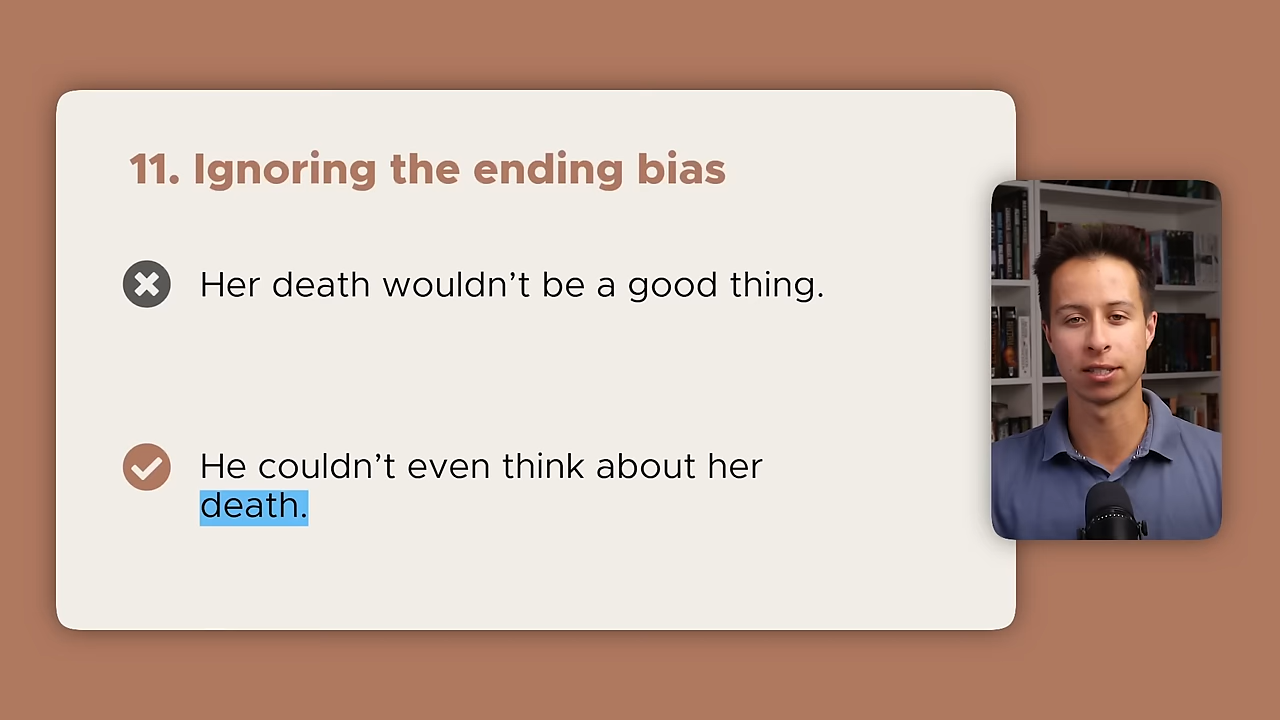 11. Ignoring the ending bias
Her death wouldn’t be a good thing.
He couldn’t even think about her
death.